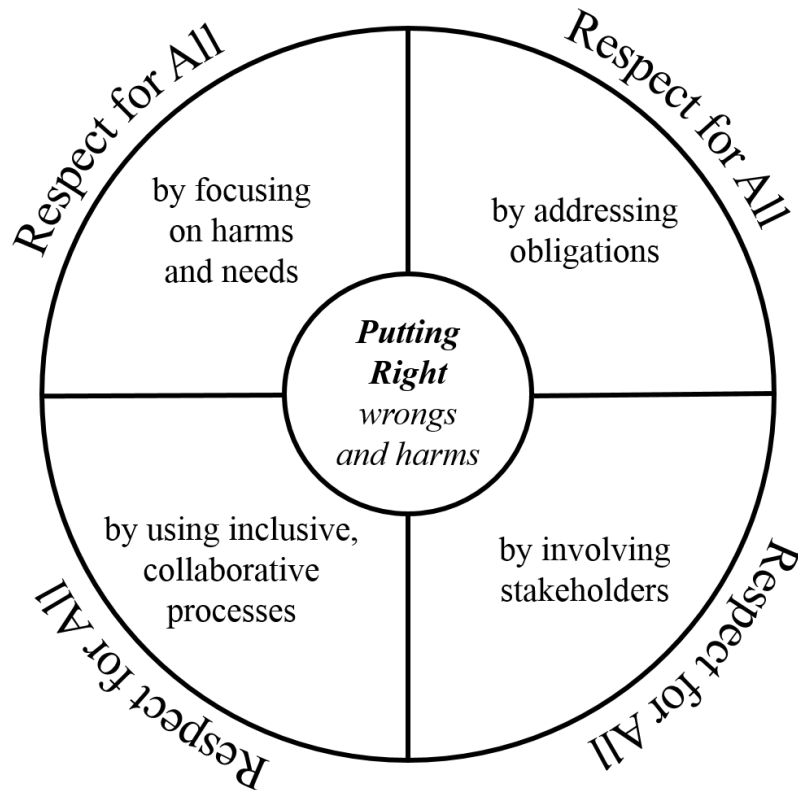 Respect for All
Respect for All
by focusing
on harms
and needs
by addressing
obligations
Putting
Right
wrongs
and harms
by using inclusive,
collaborative
processes
by involving
stakeholders
Respect for All
Respect for All